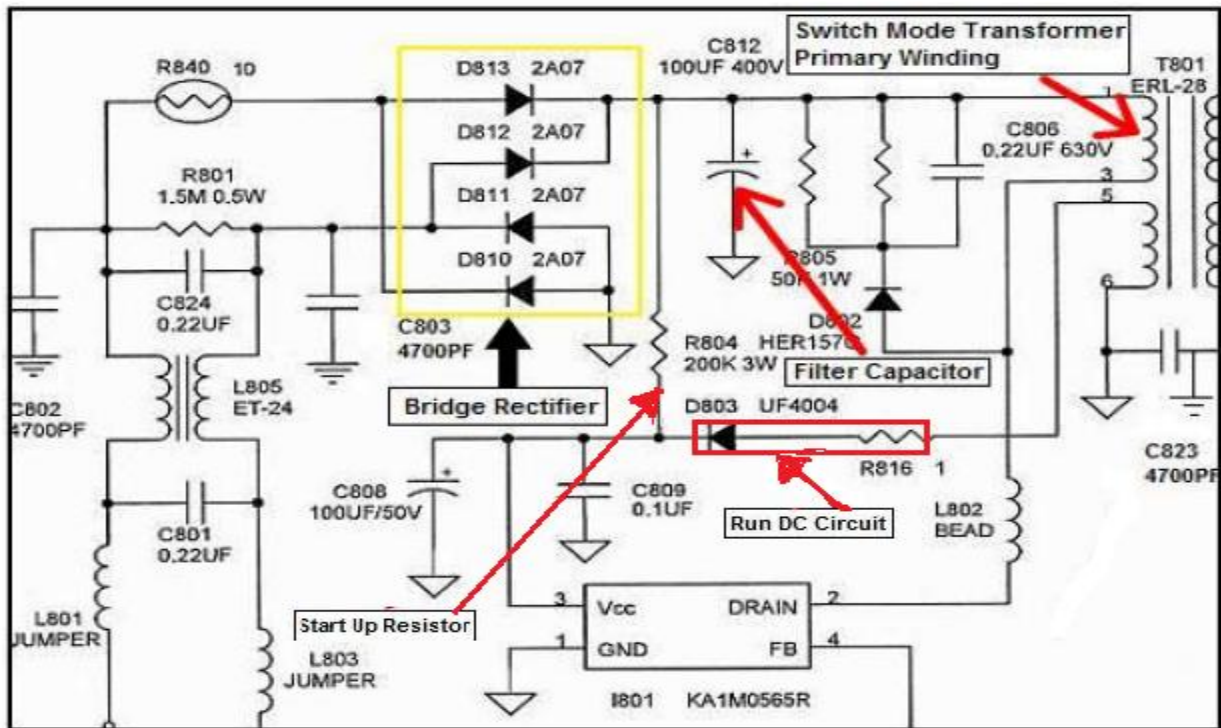 Switch Mode Transformer
Primary Winding
C812
100UF 400V
T801
ERL-28
R840 10
D813 2A07
1
D812 2A07
C806
0.22UF 630V
R801
1.5M 0.5W
D811 2A07
3
5
D810 2A07
R805
50K 1W
C824
0.22UF
6
C803
4700PF
R804
200K 3W
HER157G
L805
ET-24
Filter Capacitor
Bridge Rectifier
C802
4700PF
D803 UF4004
C823
4700PF
R816 1
C808
100UF/50V
C809
0.1UF
Run DC Circuit
L802
BEAD
C801
0.22UF
3 Vcc DRAIN 2
1 GND FB 4
L801
JUMPER
Start Up Resistor
L803
JUMPER
I801 KA1M0565R